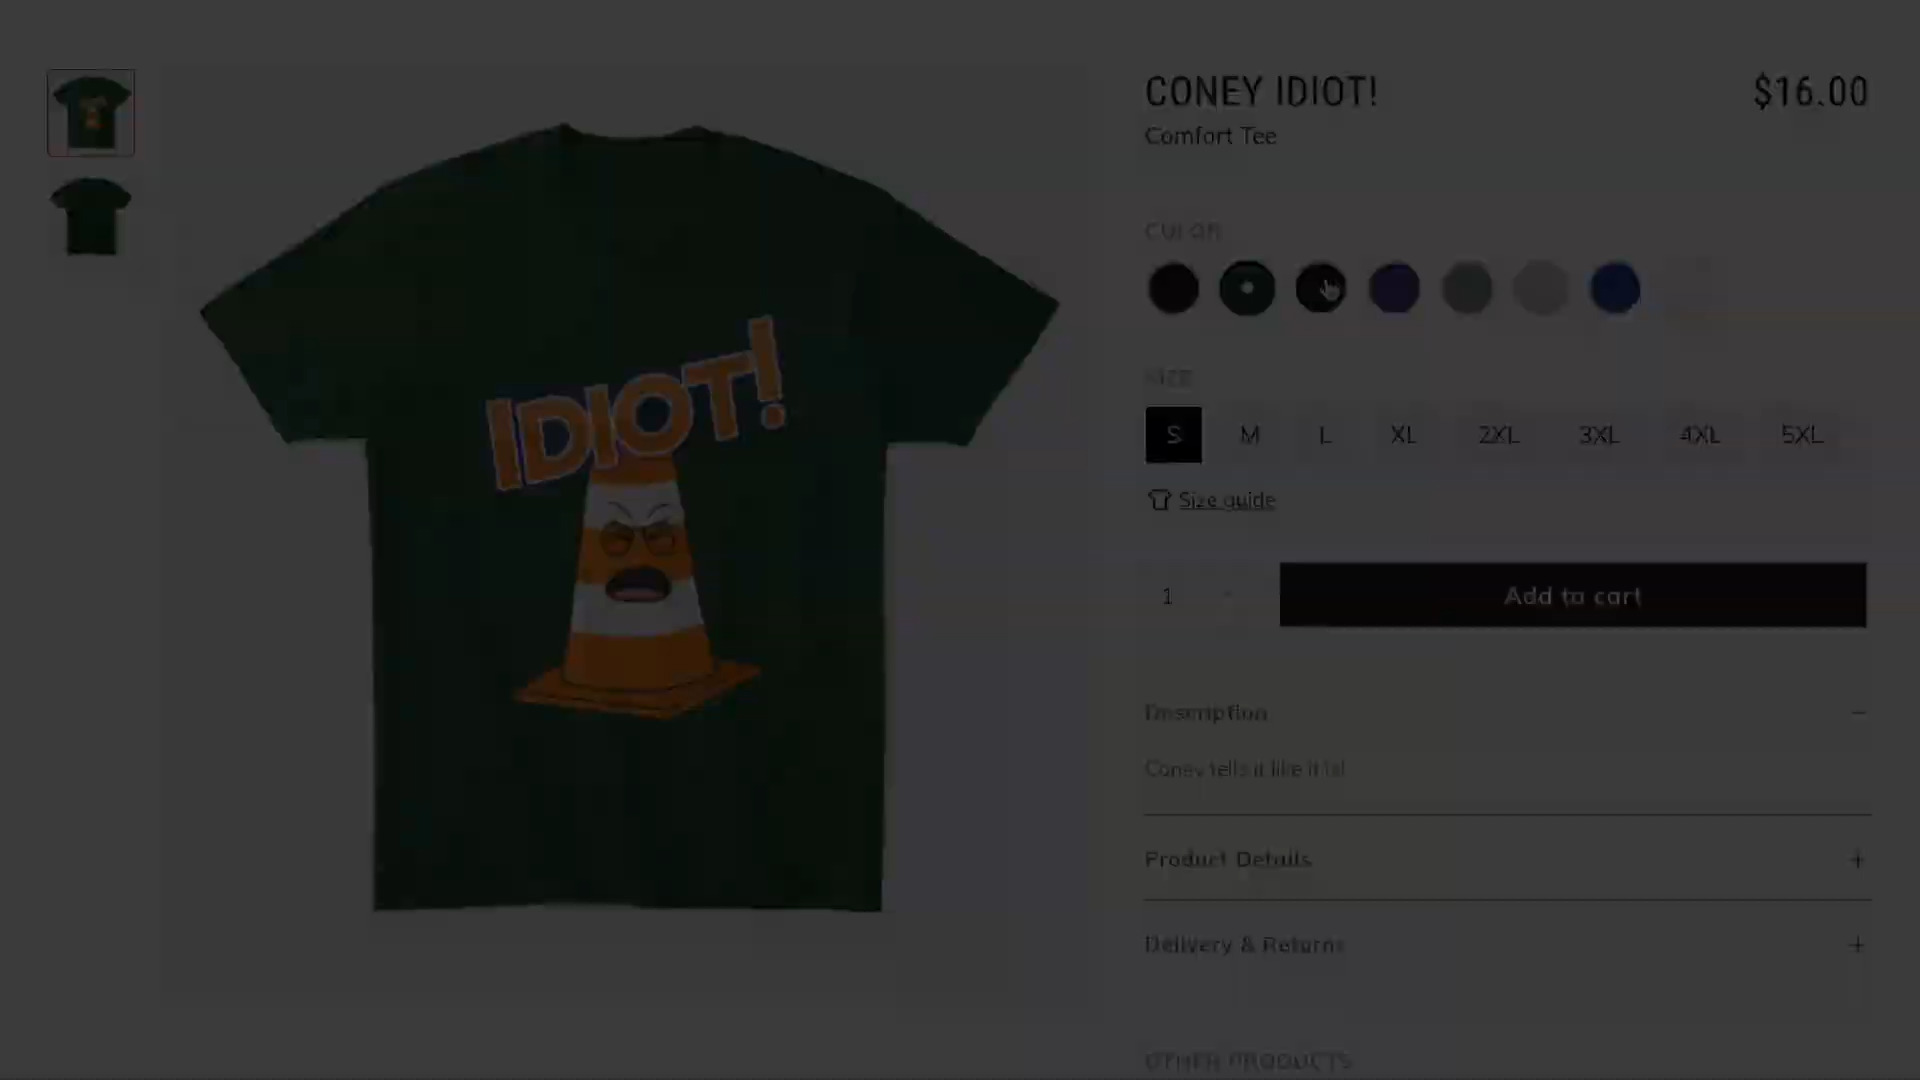 CONEY IDIOT!
$16.00
Comfort Tee
COLOR
IDIOT!
SIZE
S M L XL 2XL 3XL 4XL 5XL
Size guide
1
Add to cart
Description
Coney tells it like it is!
Product Details
Delivery & Returns
OTHER PRODUCTS